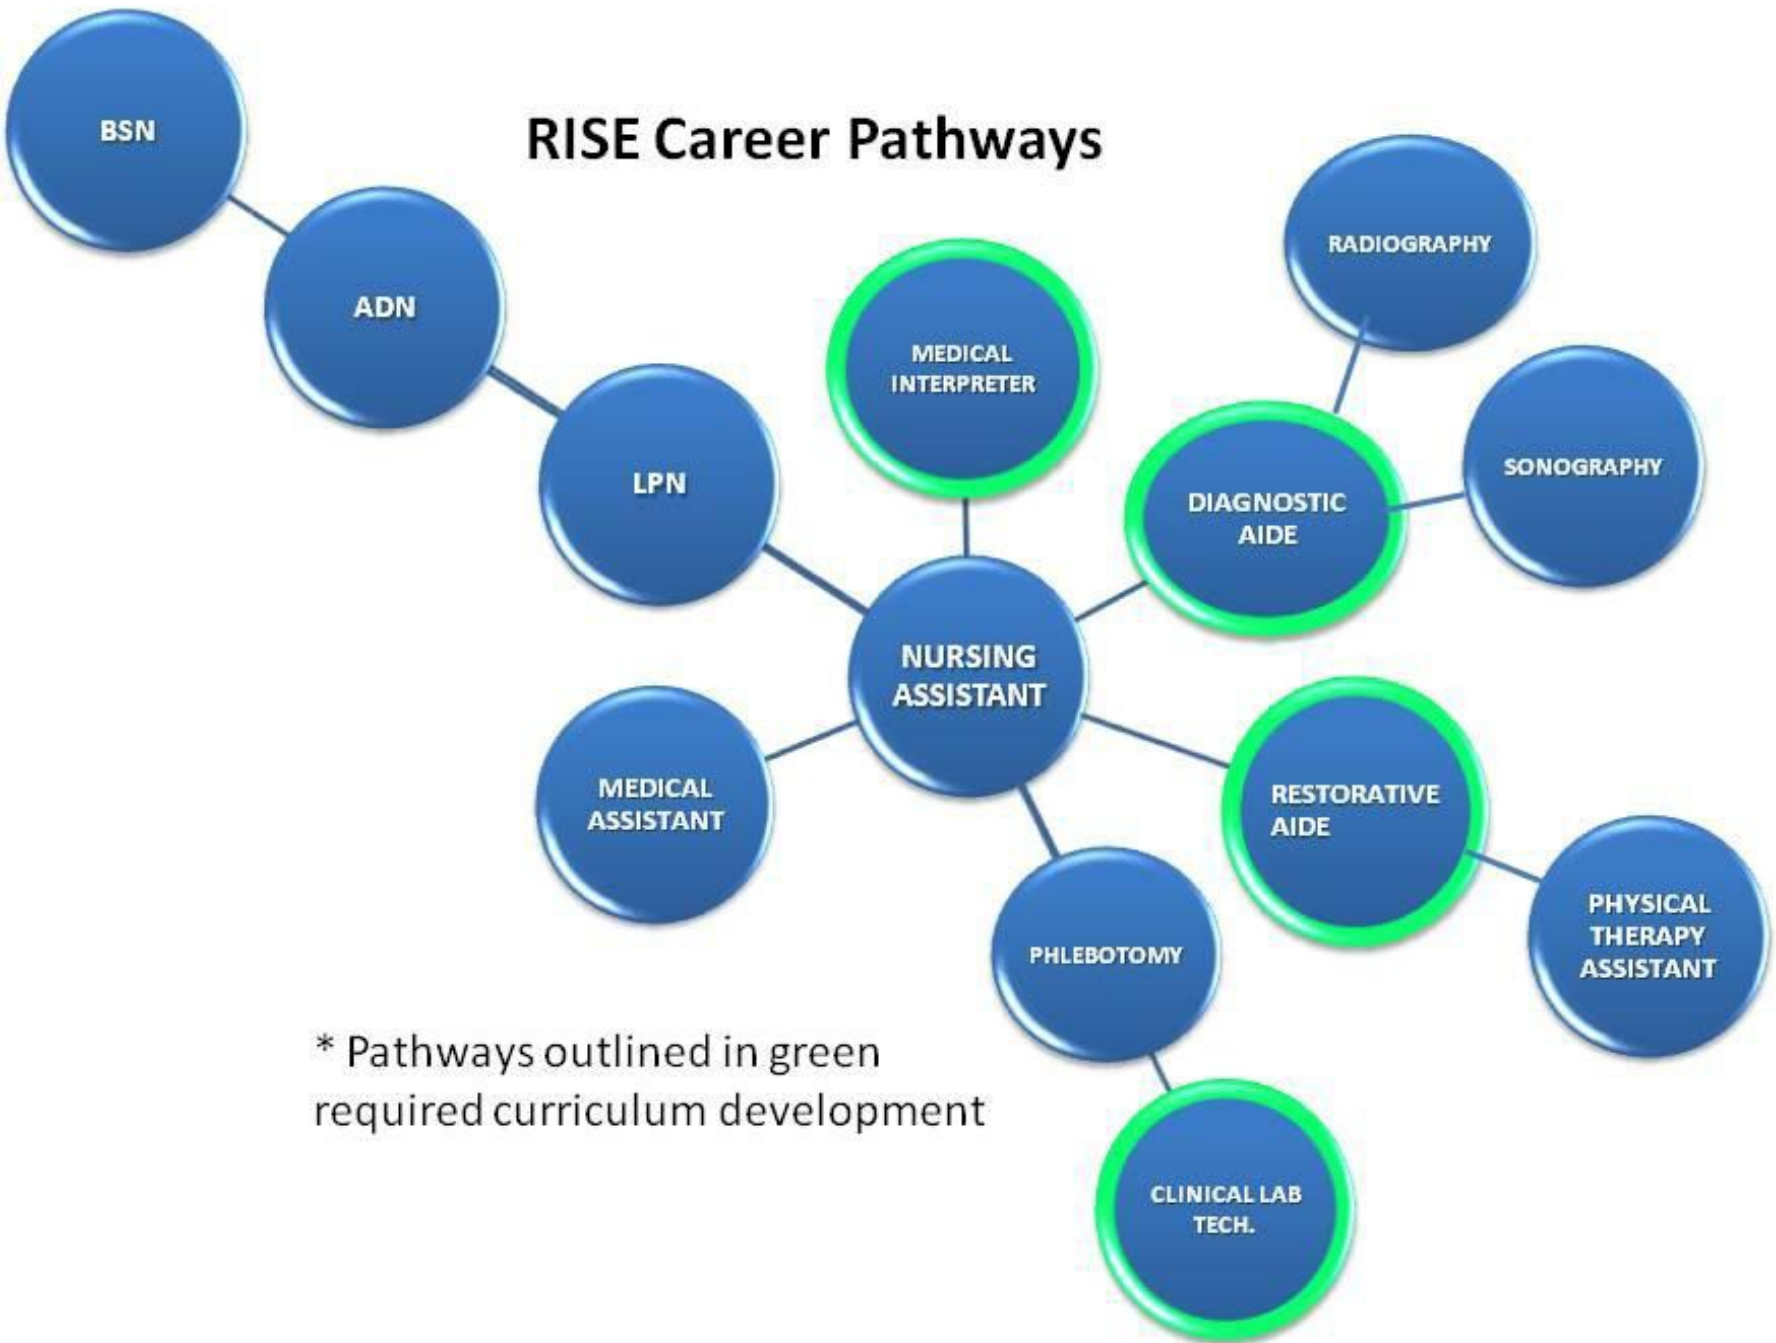 BSN
RISE Career Pathways
RADIOGRAPHY
ADN
MEDICAL
INTERPRETER
SONOGRAPHY
LPN
DIAGNOSTIC
AIDE
NURSING
ASSISTANT
MEDICAL
ASSISTANT
RESTORATIVE
AIDE
PHYSICAL
THERAPY
ASSISTANT
PHLEBOTOMY
* Pathways outlined in green
required curriculum development
CLINICAL LAB
TECH.